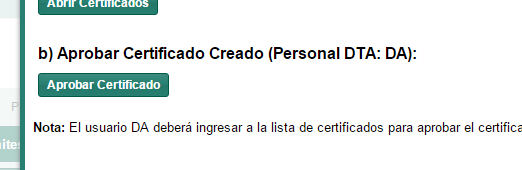 Abrir Certificados
b) Aprobar Certificado Creado (Personal DTA: DA):
Aprobar Certificado
Nota: El usuario DA deberá ingresar a la lista de certificados para aprobar el certifica